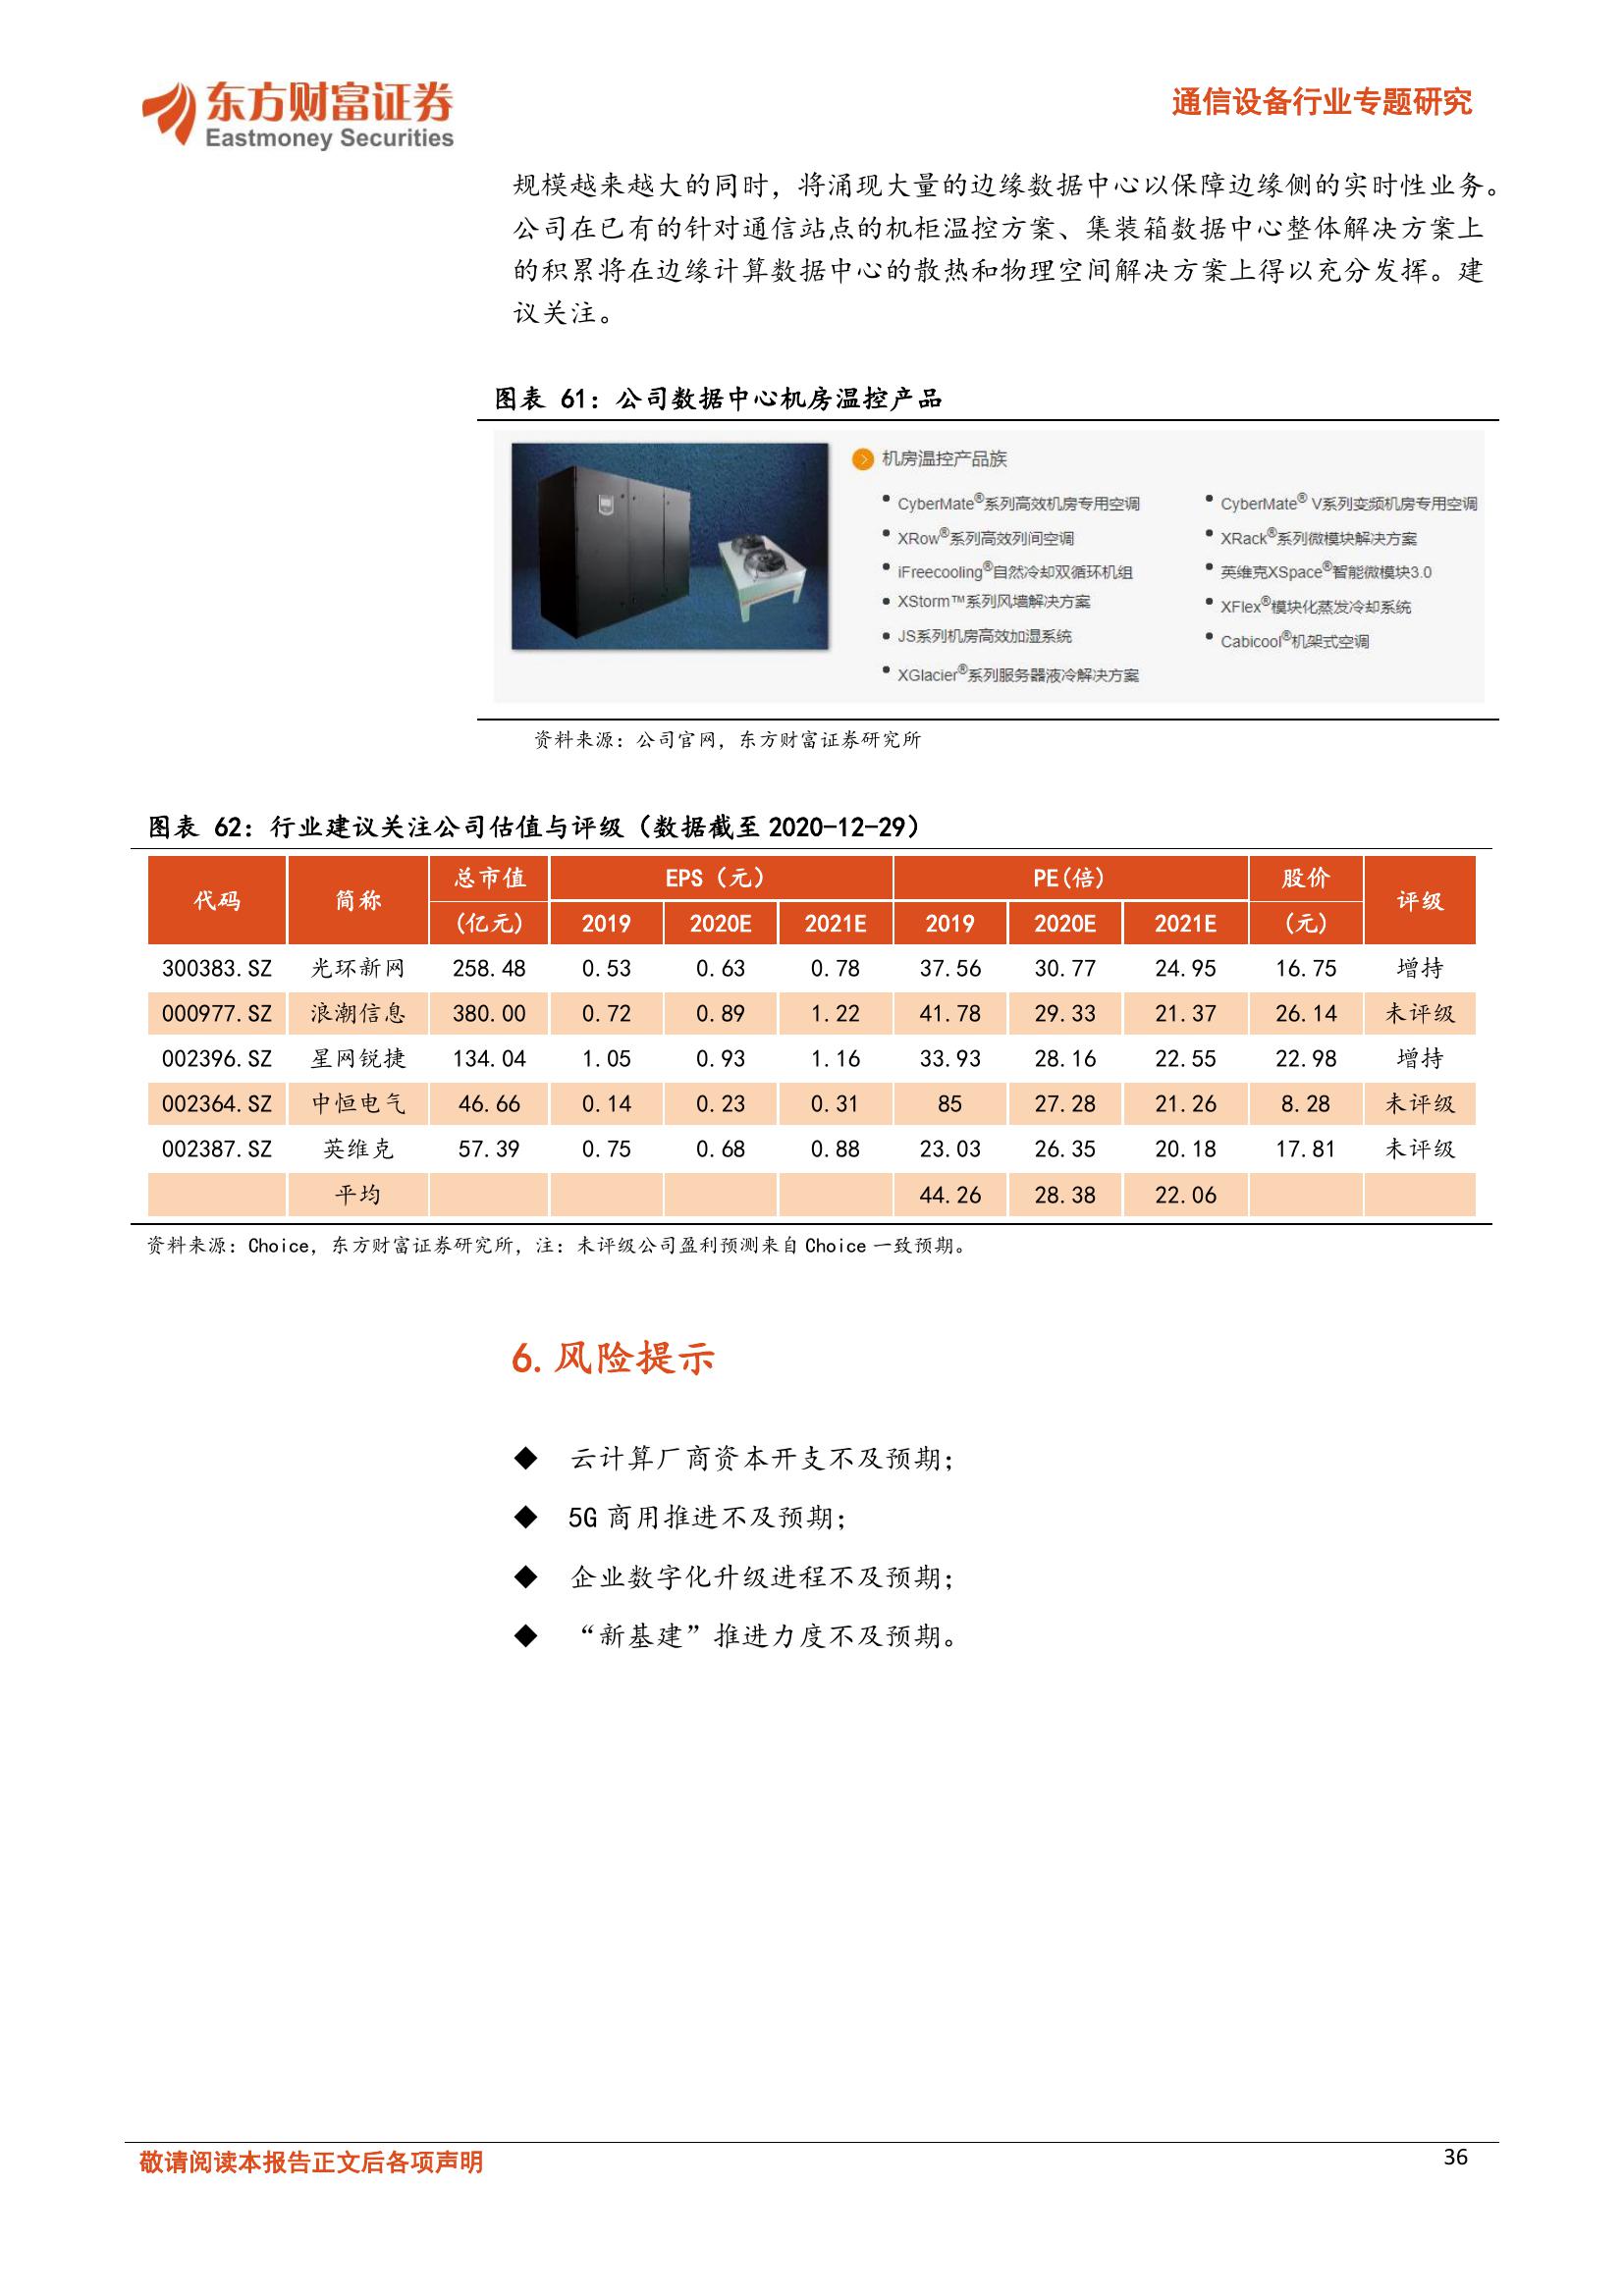 东方财富证券
Eastmoney Securities
通信设备行业专题研究
规模越来越大的同时，将涌现大量的边缘数据中心以保障边缘侧的实时性业务。
公司在已有的针对通信站点的机柜温控方案、集装箱数据中心整体解决方案上
的积累将在边缘计算数据中心的散热和物理空间解决方案上得以充分发挥。建
议关注。
图表 61：公司数据中心机房温控产品
机房温控产品族
CyberMate®系列高效机房专用空调
XRow®系列高效列间空调
iFreecooling®自然冷却双循环机组
XStorm™系列风墙解决方案
JS系列机房高效加湿系统
XGlacier®系列服务器液冷解决方案
CyberMate® V系列变频机房专用空调
XRack®系列微模块解决方案
英维克XSpace®智能微模块3.0
XFlex®模块化蒸发冷却系统
Cabicool®机架式空调
资料来源：公司官网，东方财富证券研究所
图表 62：行业建议关注公司估值与评级（数据截至 2020-12-29）
代码 简称 总市值 EPS（元） PE(倍) 股价 评级
(亿元) 2019 2020E 2021E 2019 2020E 2021E (元)
300383.SZ 光环新网 258.48 0.53 0.63 0.78 37.56 30.77 24.95 16.75 增持
000977.SZ 浪潮信息 380.00 0.72 0.89 1.22 41.78 29.33 21.37 26.14 未评级
002396.SZ 星网锐捷 134.04 1.05 0.93 1.16 33.93 28.16 22.55 22.98 增持
002364.SZ 中恒电气 46.66 0.14 0.23 0.31 85 27.28 21.26 8.28 未评级
002387.SZ 英维克 57.39 0.75 0.68 0.88 23.03 26.35 20.18 17.81 未评级
平均 44.26 28.38 22.06
资料来源：Choice，东方财富证券研究所，注：未评级公司盈利预测来自 Choice 一致预期。
6. 风险提示
◆ 云计算厂商资本开支不及预期；
◆ 5G 商用推进不及预期；
◆ 企业数字化升级进程不及预期；
◆ “新基建”推进力度不及预期。
敬请阅读本报告正文后各项声明
36